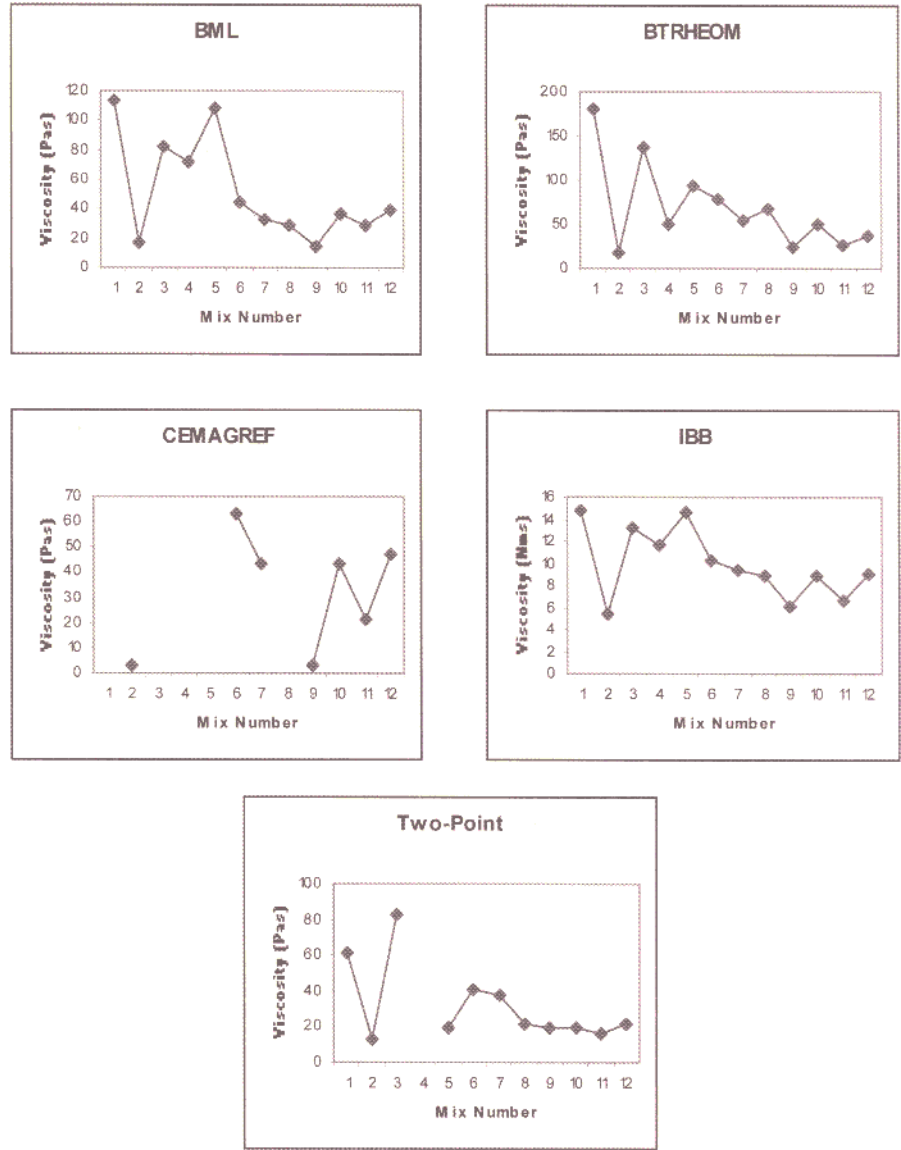 BML
Viscosity (Pas)
120
100
80
60
40
20
0
1 2 3 4 5 6 7 8 9 10 11 12
Mix Number
BTRHEOM
Viscosity (Pas)
200
150
100
50
0
1 2 3 4 5 6 7 8 9 10 11 12
Mix Number
CEMAGREF
Viscosity (Pas)
70
60
50
40
30
20
10
0
1 2 3 4 5 6 7 8 9 10 11 12
Mix Number
IBB
Viscosity (Nms)
16
14
12
10
8
6
4
2
0
1 2 3 4 5 6 7 8 9 10 11 12
Mix Number
Two-Point
Viscosity (Pas)
100
80
60
40
20
0
1 2 3 4 5 6 7 8 9 10 11 12
Mix Number